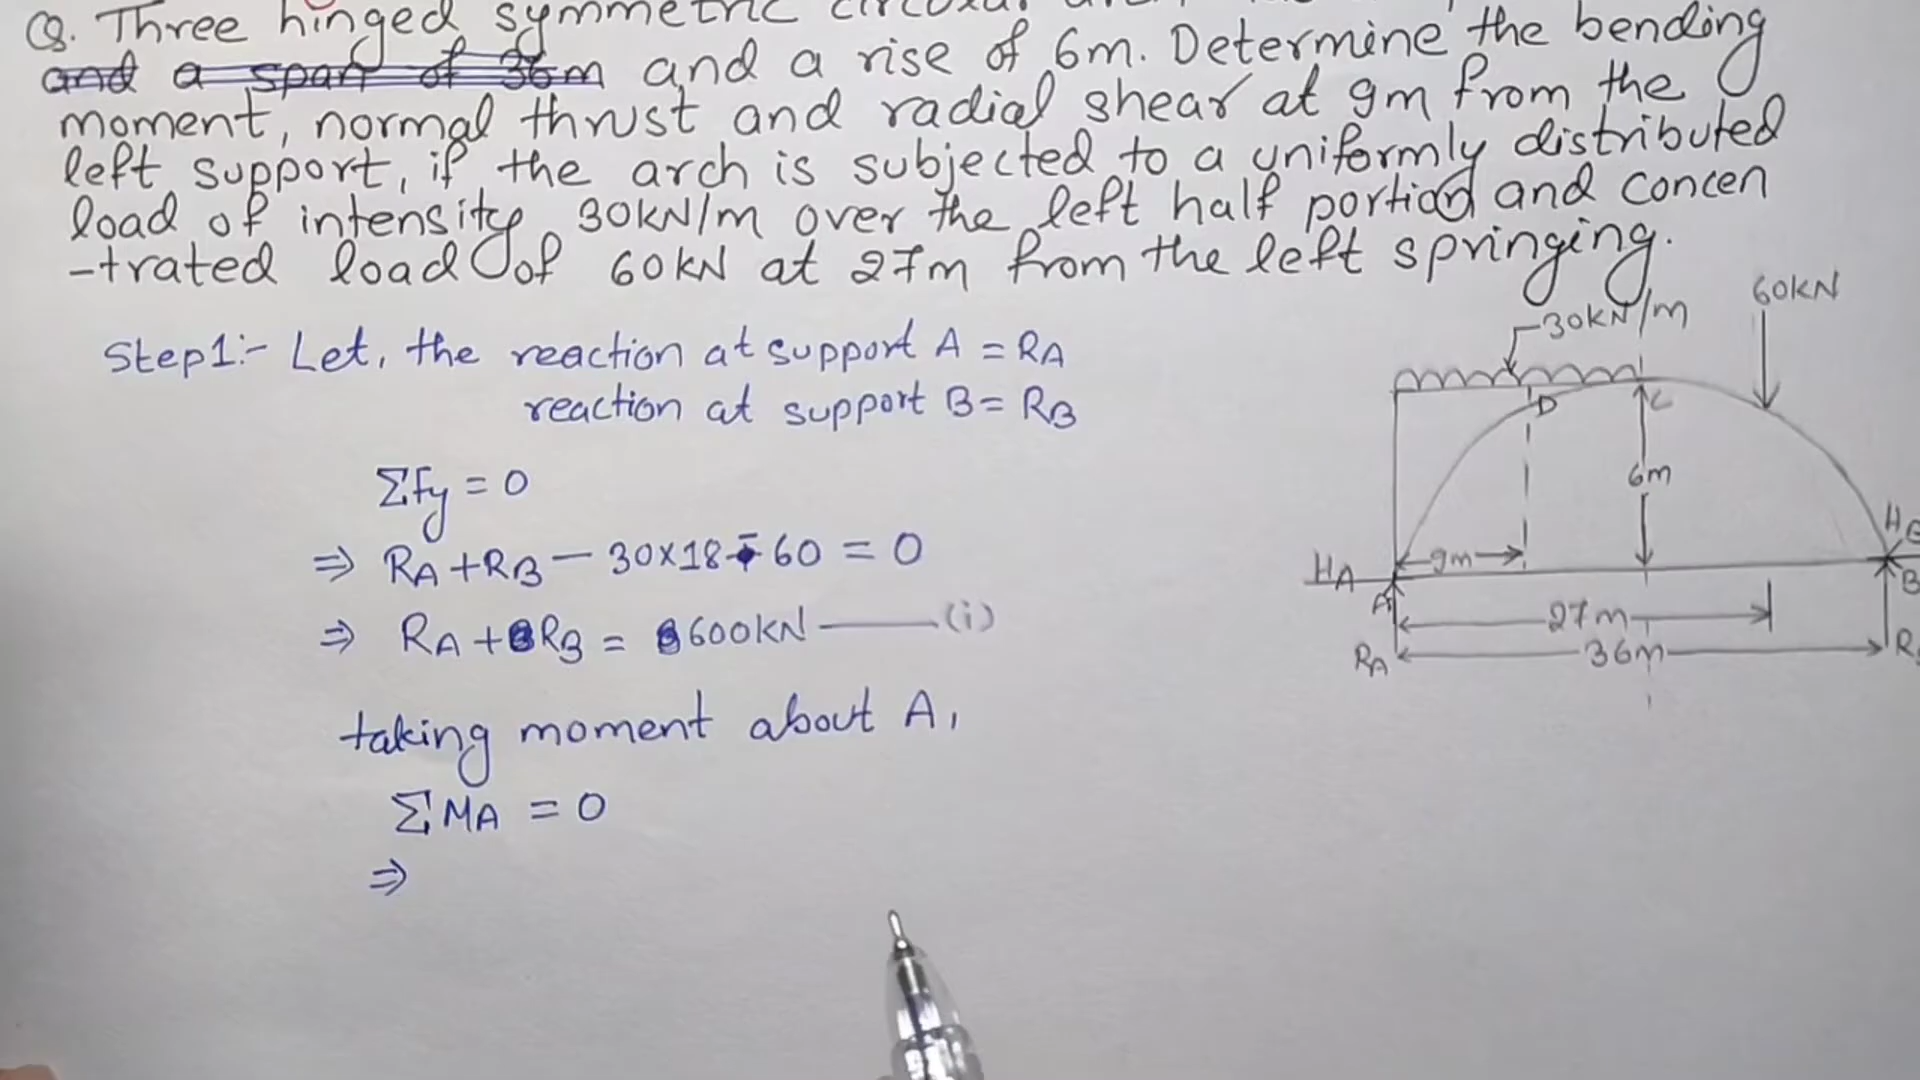 Q. Three hinged symmetric circular
and a span of 36m and a rise of 6m. Determine the bending
moment, normal thrust and radial shear at 9m from the
left support, if the arch is subjected to a uniformly distributed
load of intensity 30kN/m over the left half portion and concen
-trated load of 60kN at 27m from the left springing.
Step1:- Let, the reaction at support A = RA
reaction at support B = RB
ΣFy = 0
⇒ RA + RB - 30x18 - 60 = 0
⇒ RA + RB = 600kN ——— (i)
taking moment about A,
ΣMA = 0
⇒
60kN
30kN/m
D
C
6m
HA
9m
A
B
27m
36m
RA